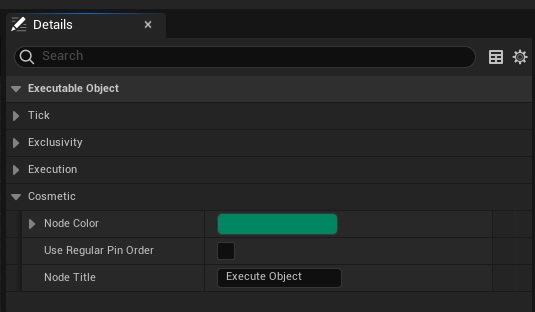 Details
Search
Executable Object
Tick
Exclusivity
Execution
Cosmetic
Node Color
Use Regular Pin Order
Node Title Execute Object